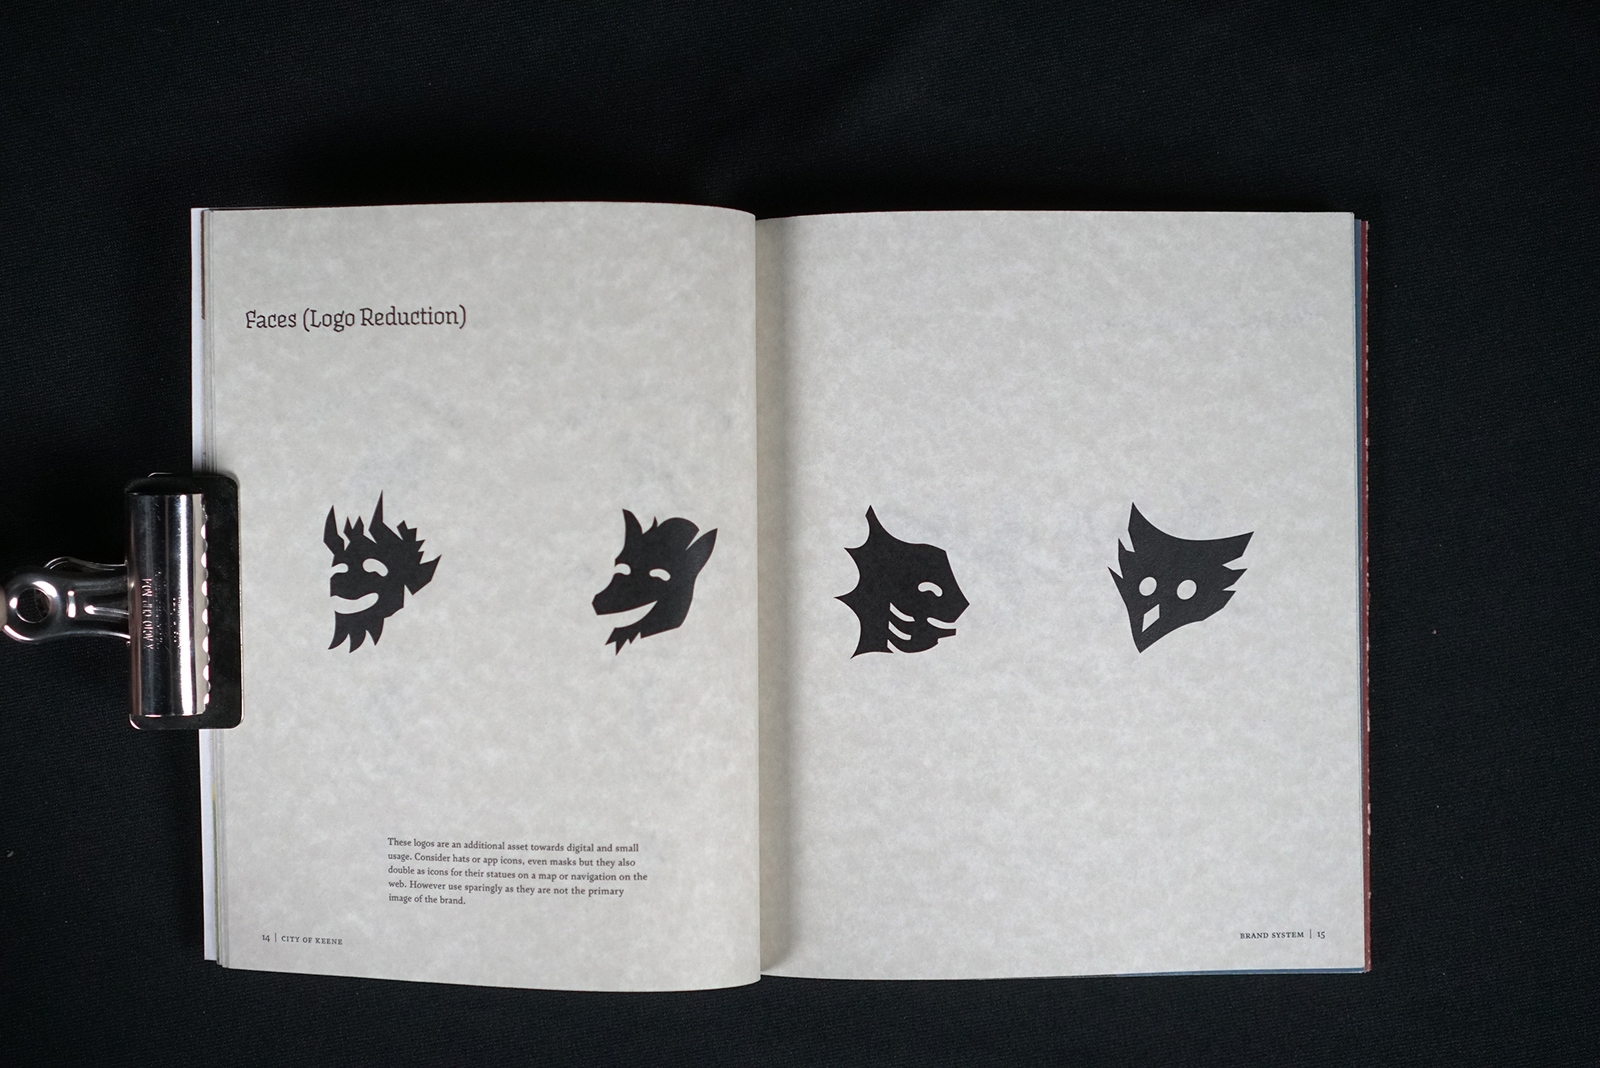 Faces (Logo Reduction)
These logos are an additional asset towards digital and small
usage. Consider hats or app icons, even masks but they also
double as icons for their statues on a map or navigation on the
web. However use sparingly as they are not the primary
image of the brand.
14 | CITY OF KEENE
BRAND SYSTEM | 15